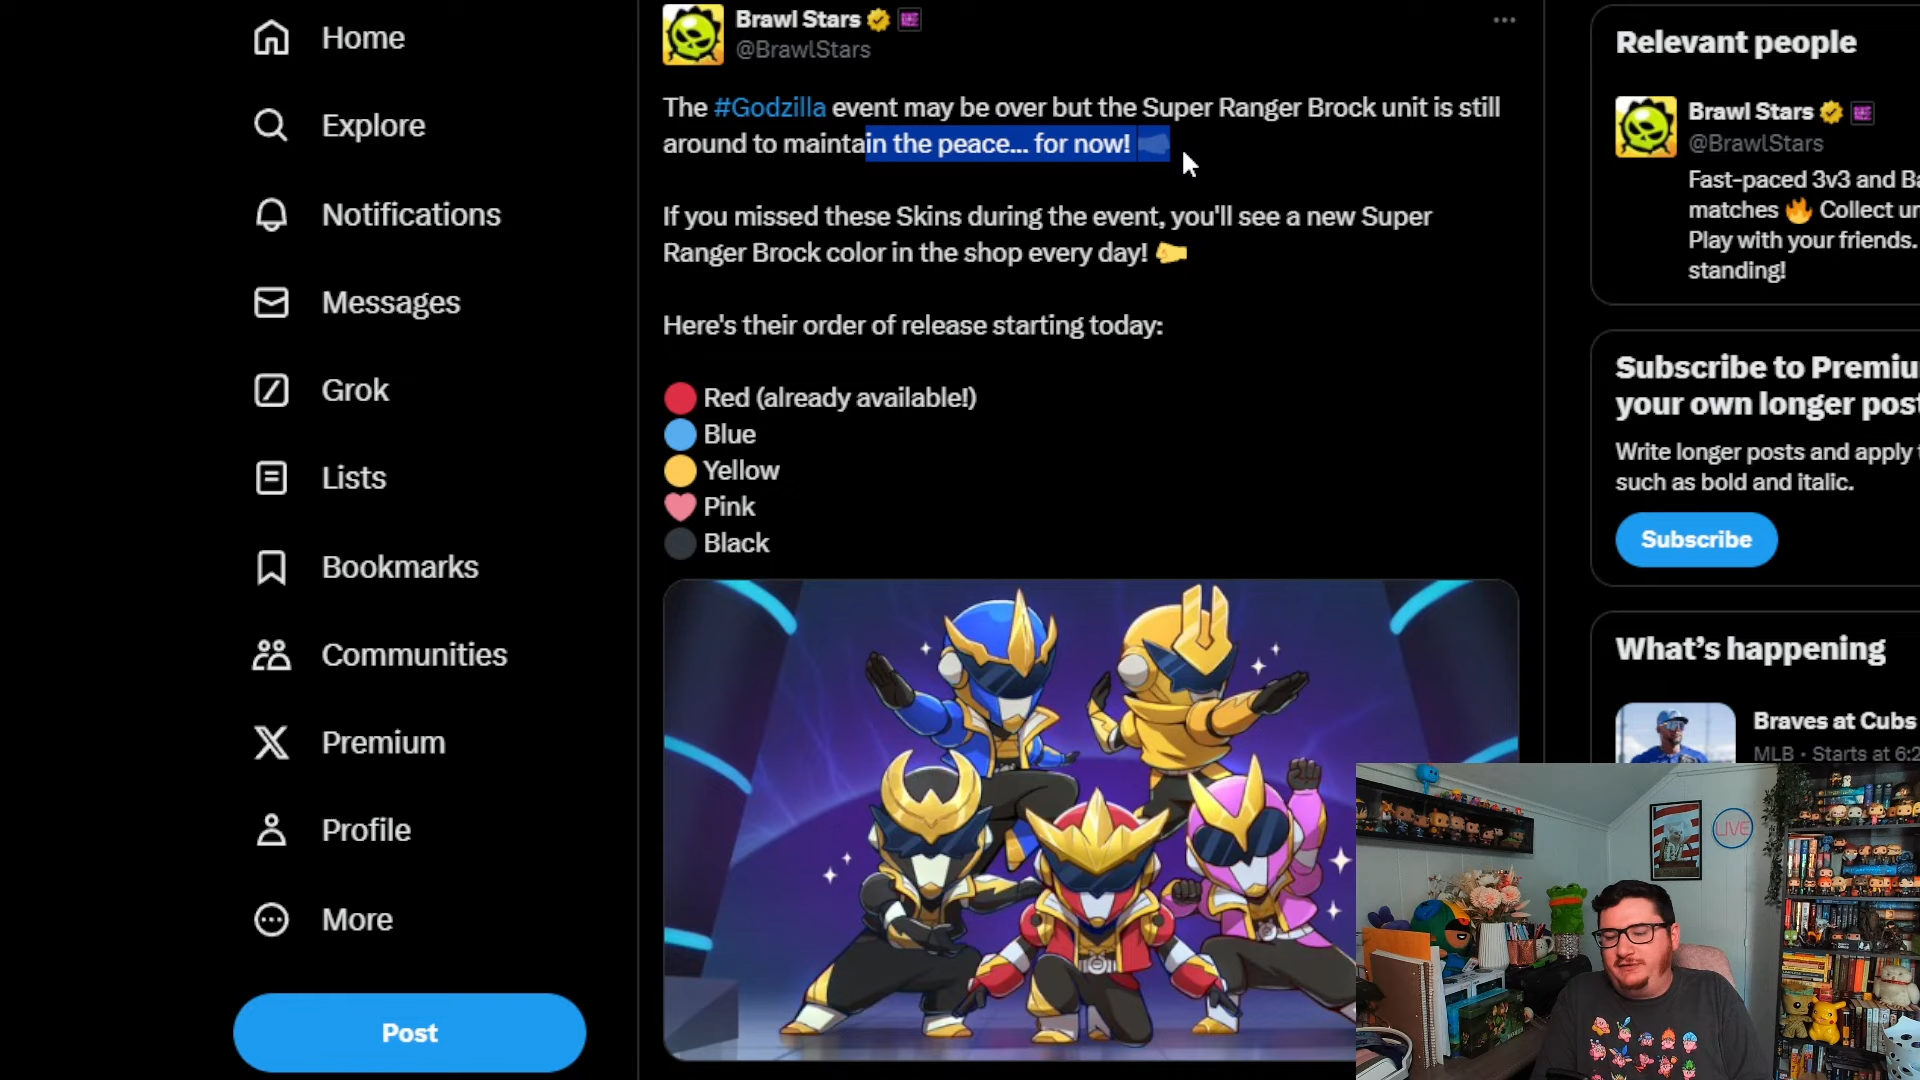 Home
Explore
Notifications
Messages
Grok
Lists
Bookmarks
Communities
Premium
Profile
More
Post
Brawl Stars
@BrawlStars
The #Godzilla event may be over but the Super Ranger Brock unit is still
around to maintain the peace... for now!
If you missed these Skins during the event, you'll see a new Super
Ranger Brock color in the shop every day!
Here's their order of release starting today:
Red (already available!)
Blue
Yellow
Pink
Black
Relevant people
Brawl Stars
@BrawlStars
Fast-paced 3v3 and Ba
matches 🔥 Collect un
Play with your friends.
standing!
Subscribe to Premiu
your own longer post
Write longer posts and apply t
such as bold and italic.
Subscribe
What's happening
Braves at Cubs
MLB · Starts at 6:2
LIVE